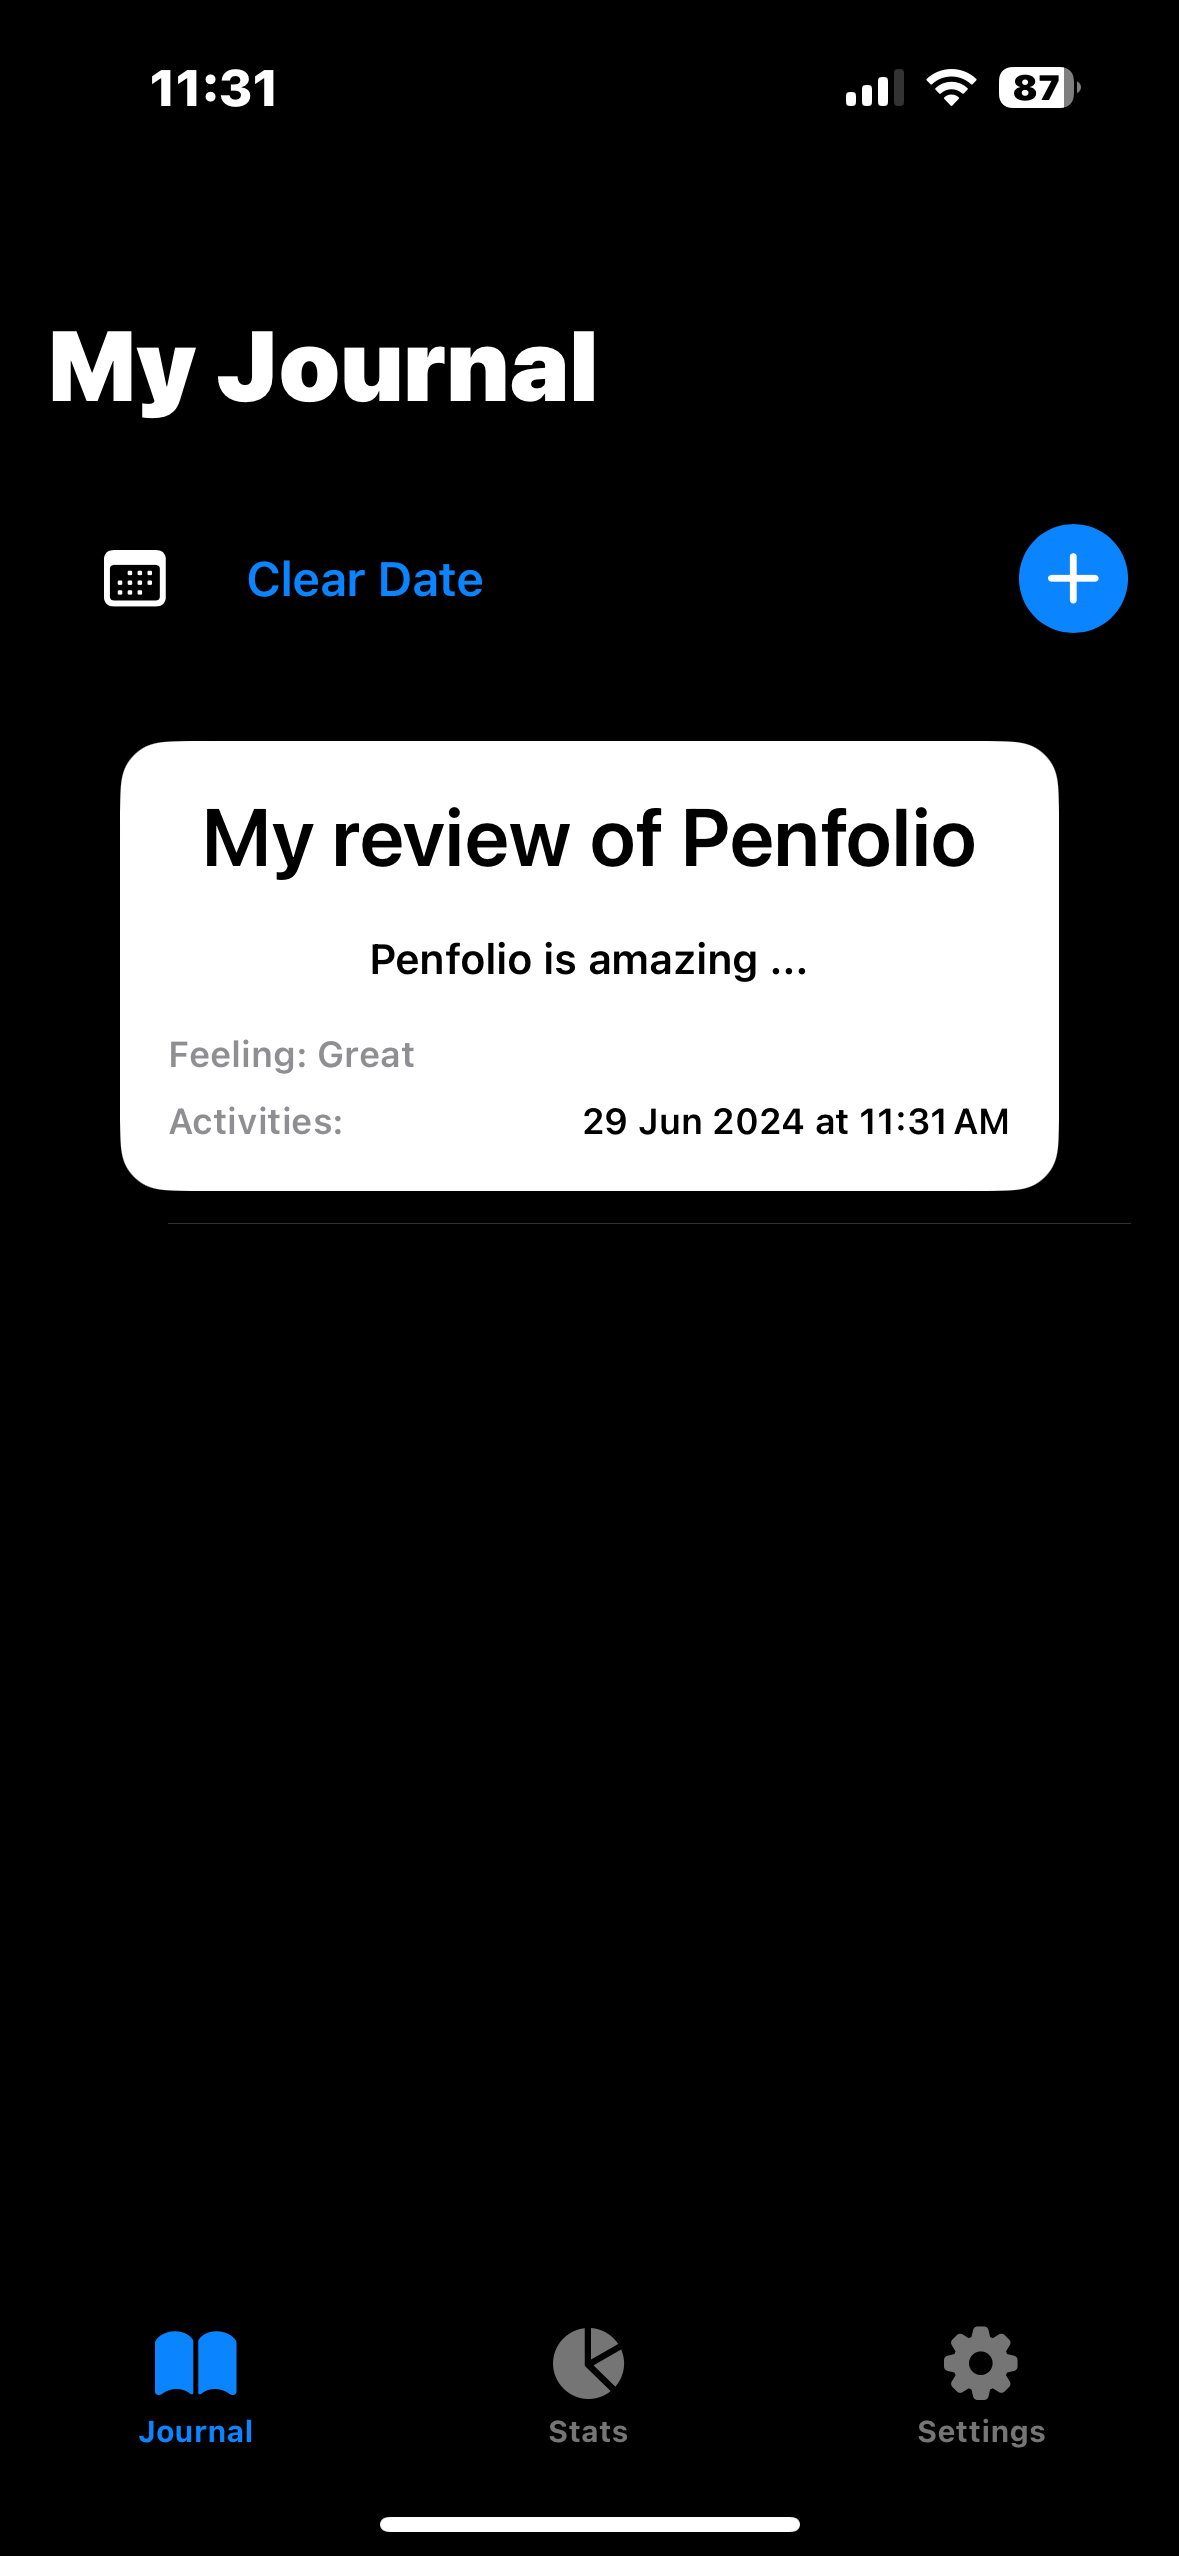 11:31
87
My Journal
Clear Date
My review of Penfolio
Penfolio is amazing ...
Feeling: Great
Activities:
29 Jun 2024 at 11:31 AM
Journal
Stats
Settings